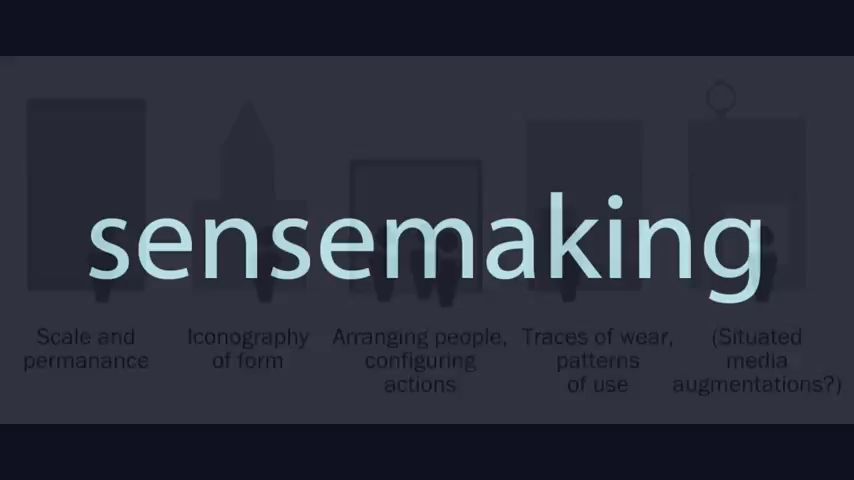 sensemaking
Scale and
permanance
Iconography
of form
Arranging people,
configuring
actions
Traces of wear,
patterns
of use
(Situated
media
augmentations?)